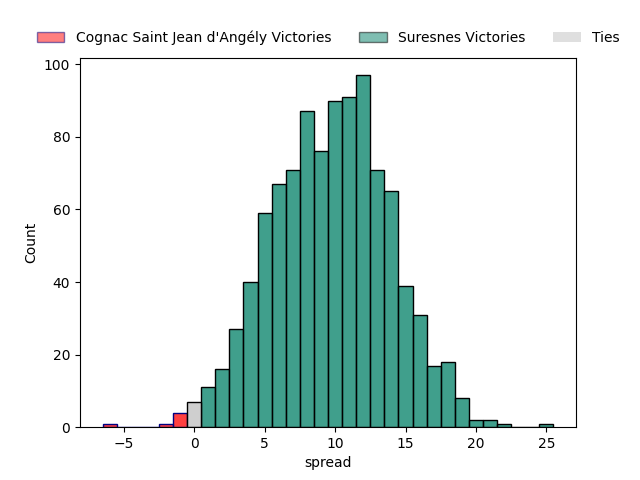 Cognac Saint Jean d'Angély Victories Suresnes Victories Ties
100
80
60
40
20
0
Count
−5 0 5 10 15 20 25
spread